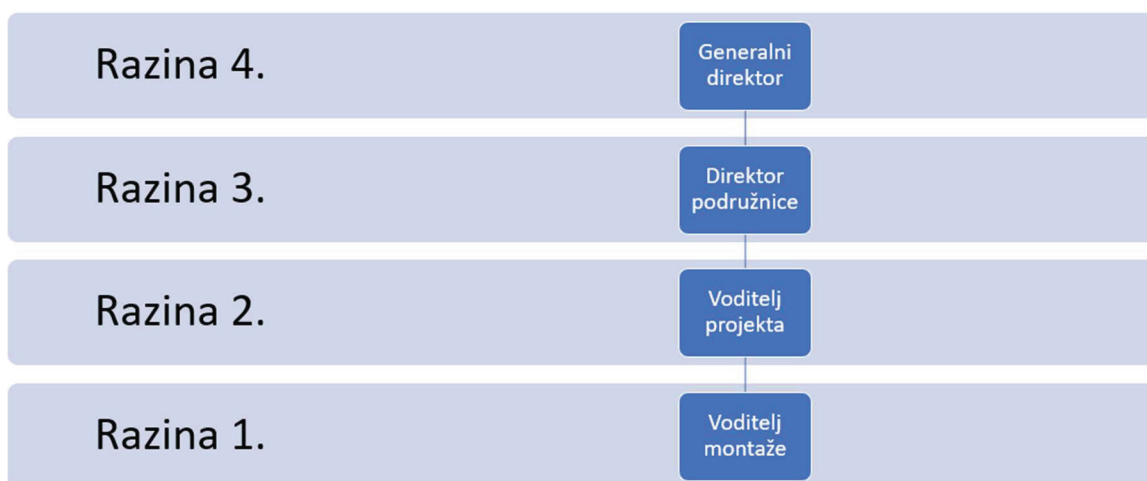 Razina 4.
Generalni
direktor
Razina 3.
Direktor
podružnice
Razina 2.
Voditelj
projekta
Razina 1.
Voditelj
montaže